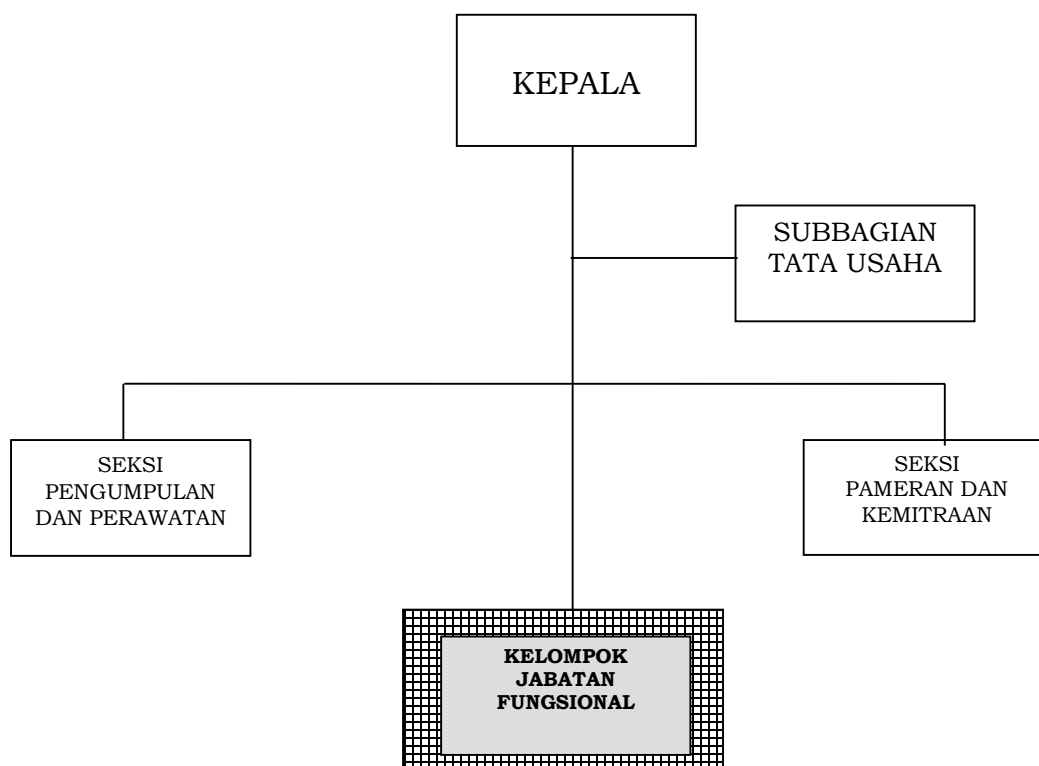 KEPALA
SUBBAGIAN
TATA USAHA
SEKSI
PENGUMPULAN
DAN PERAWATAN
SEKSI
PAMERAN DAN
KEMITRAAN
KELOMPOK
JABATAN
FUNGSIONAL